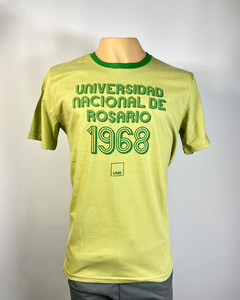 UNIVERSIDAD
NACIONAL DE
ROSARIO
1968
UNR